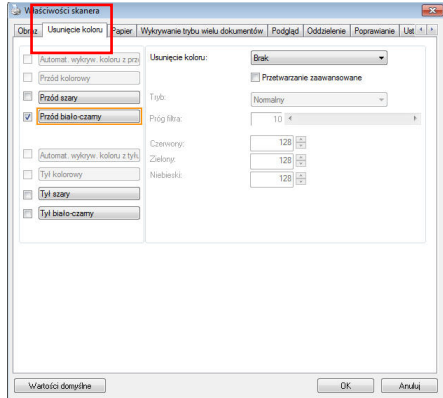 Właściwości skanera
Obraz Usunięcie koloru Papier Wykrywanie trybu wielu dokumentów Podgląd Oddzielenie Poprawianie Ust
Automat. wykryw. koloru z prz
Usunięcie koloru:
Brak
Przód kolorowy
Przetwarzanie zaawansowane
Przód szary
Tryb:
Normalny
Przód biało-czarny
Próg filtra:
10
Czerwony:
128
Automat. wykryw. koloru z tyłu
Zielony:
128
Tył kolorowy
Niebieski:
128
Tył szary
Tył biało-czarny
Wartości domyślne
OK
Anuluj